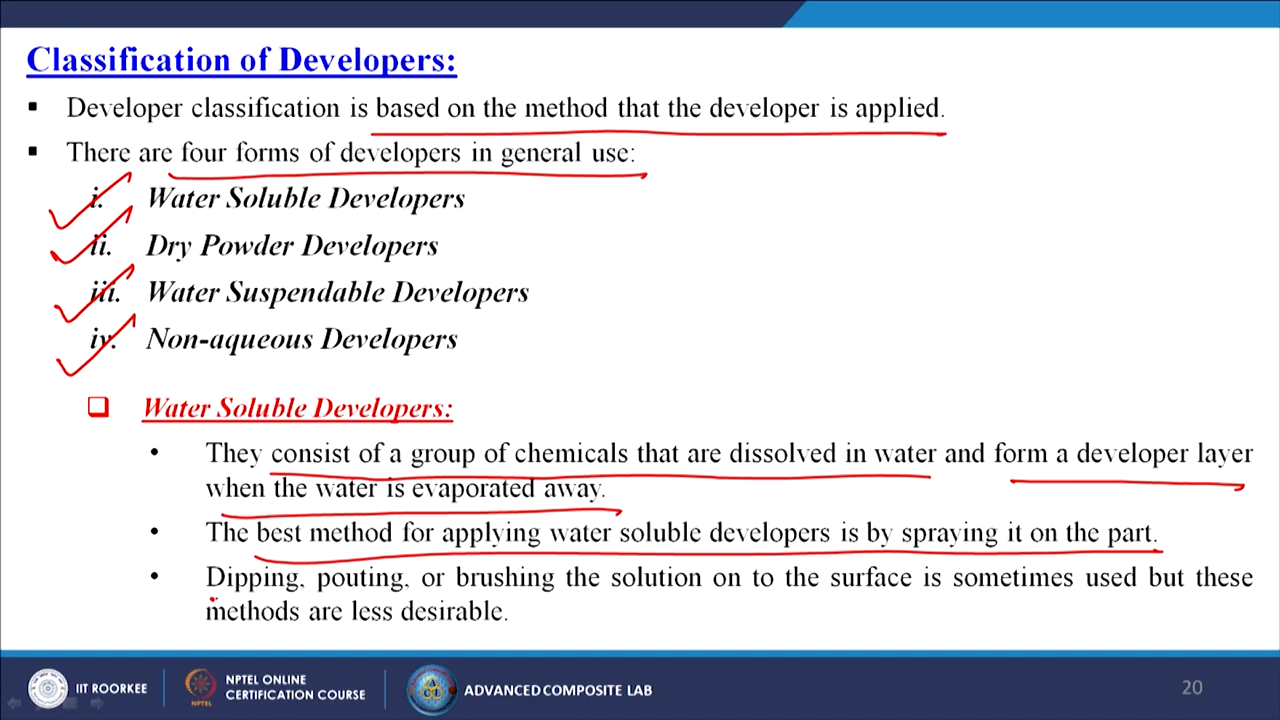 Classification of Developers:
▪ Developer classification is based on the method that the developer is applied.
▪ There are four forms of developers in general use:
i. Water Soluble Developers
ii. Dry Powder Developers
iii. Water Suspendable Developers
iv. Non-aqueous Developers
❑ Water Soluble Developers:
• They consist of a group of chemicals that are dissolved in water and form a developer layer
when the water is evaporated away.
• The best method for applying water soluble developers is by spraying it on the part.
• Dipping, pouting, or brushing the solution on to the surface is sometimes used but these
methods are less desirable.
IIT ROORKEE
NPTEL ONLINE
CERTIFICATION COURSE
NPTEL
ADVANCED COMPOSITE LAB
20